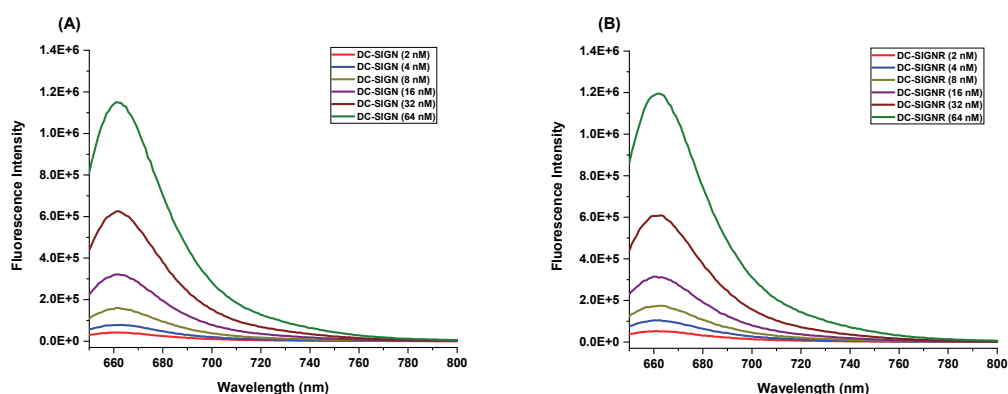 (A)
1.4E+6
1.2E+6
1.0E+6
8.0E+5
6.0E+5
4.0E+5
2.0E+5
0.0E+0
Fluorescence Intensity
660 680 700 720 740 760 780 800
Wavelength (nm)
DC-SIGN (2 nM)
DC-SIGN (4 nM)
DC-SIGN (8 nM)
DC-SIGN (16 nM)
DC-SIGN (32 nM)
DC-SIGN (64 nM)
(B)
1.4E+6
1.2E+6
1.0E+6
8.0E+5
6.0E+5
4.0E+5
2.0E+5
0.0E+0
Fluorescence Intensity
660 680 700 720 740 760 780 800
Wavelength (nm)
DC-SIGNR (2 nM)
DC-SIGNR (4 nM)
DC-SIGNR (8 nM)
DC-SIGNR (16 nM)
DC-SIGNR (32 nM)
DC-SIGNR (64 nM)